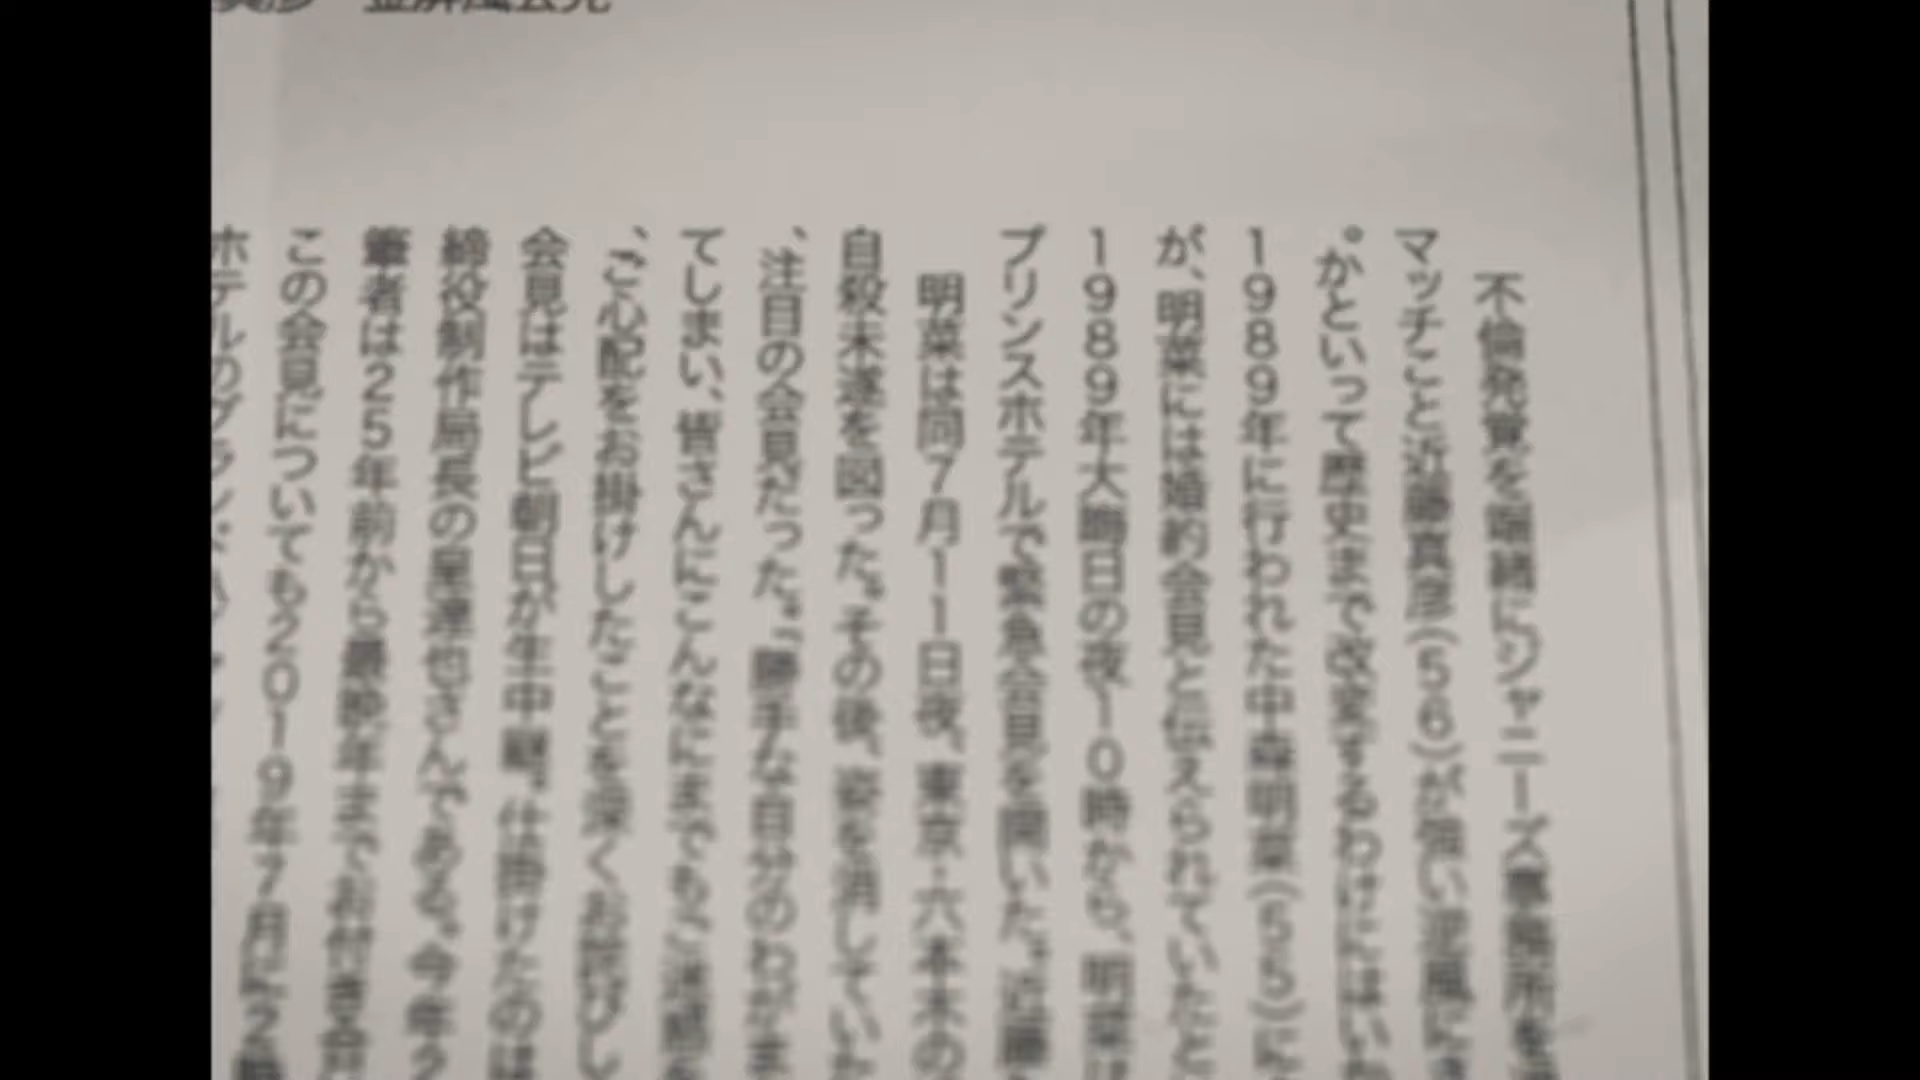 不倫発覚を端緒にジャニーズ事務所を
マッチこと近藤真彦(56)が強い逆風にさ
。かといって歴史まで改変するわけにはいか
1989年に行われた中森明菜(55)に
が、明菜には婚約会見と伝えられていたと
1989年大晦日の夜10時から、明菜は
プリンスホテルで緊急会見を開いた。近藤
明菜は同7月11日夜、東京・六本木の
自殺未遂を図った。その後、姿を消していた
、注目の会見だった。「勝手な自分のわがま
てしまい、皆さんにこんなにまでもご迷惑を
、ご心配をお掛けしたことを深くお詫びし
会見はテレビ朝日が生中継。仕掛けたのは
締役制作局長の皇達也さんである。今年2
筆者は25年前から最晩年までお付き合い
この会見についても2019年7月に2